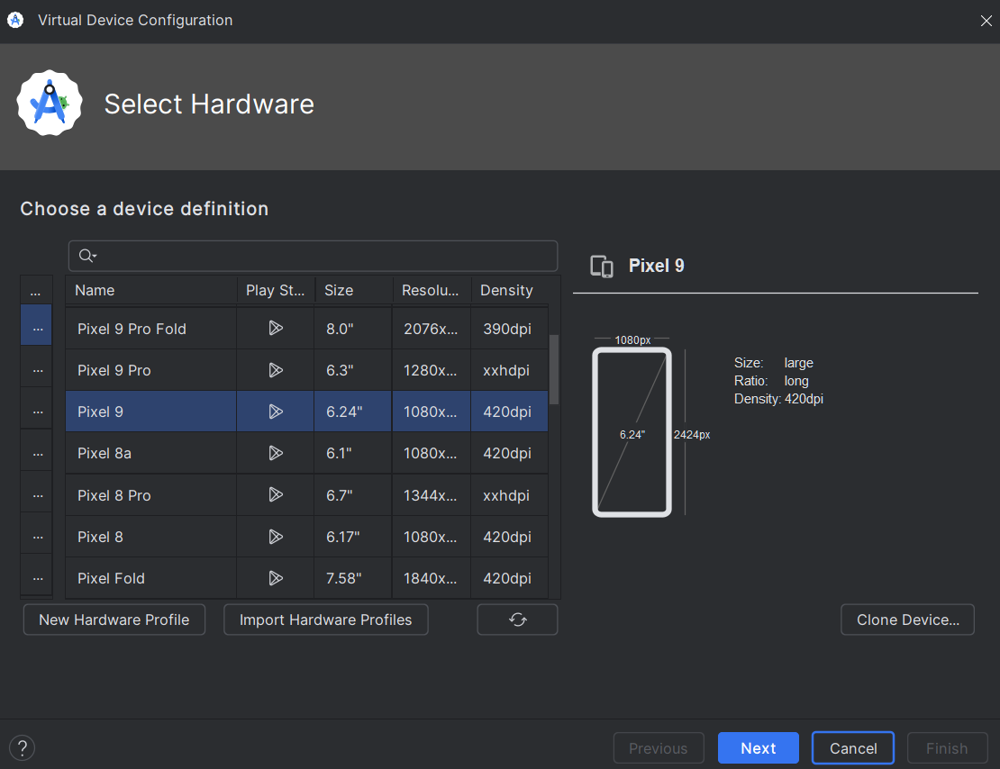 Virtual Device Configuration
Select Hardware
Choose a device definition
... Name Play St... Size Resolu... Density
... Pixel 9 Pro Fold 8.0" 2076x... 390dpi
... Pixel 9 Pro 6.3" 1280x... xxhdpi
... Pixel 9 6.24" 1080x... 420dpi
... Pixel 8a 6.1" 1080x... 420dpi
... Pixel 8 Pro 6.7" 1344x... xxhdpi
... Pixel 8 6.17" 1080x... 420dpi
... Pixel Fold 7.58" 1840x... 420dpi
New Hardware Profile Import Hardware Profiles
Pixel 9
1080px
6.24"
2424px
Size: large
Ratio: long
Density: 420dpi
Clone Device...
? Previous Next Cancel Finish